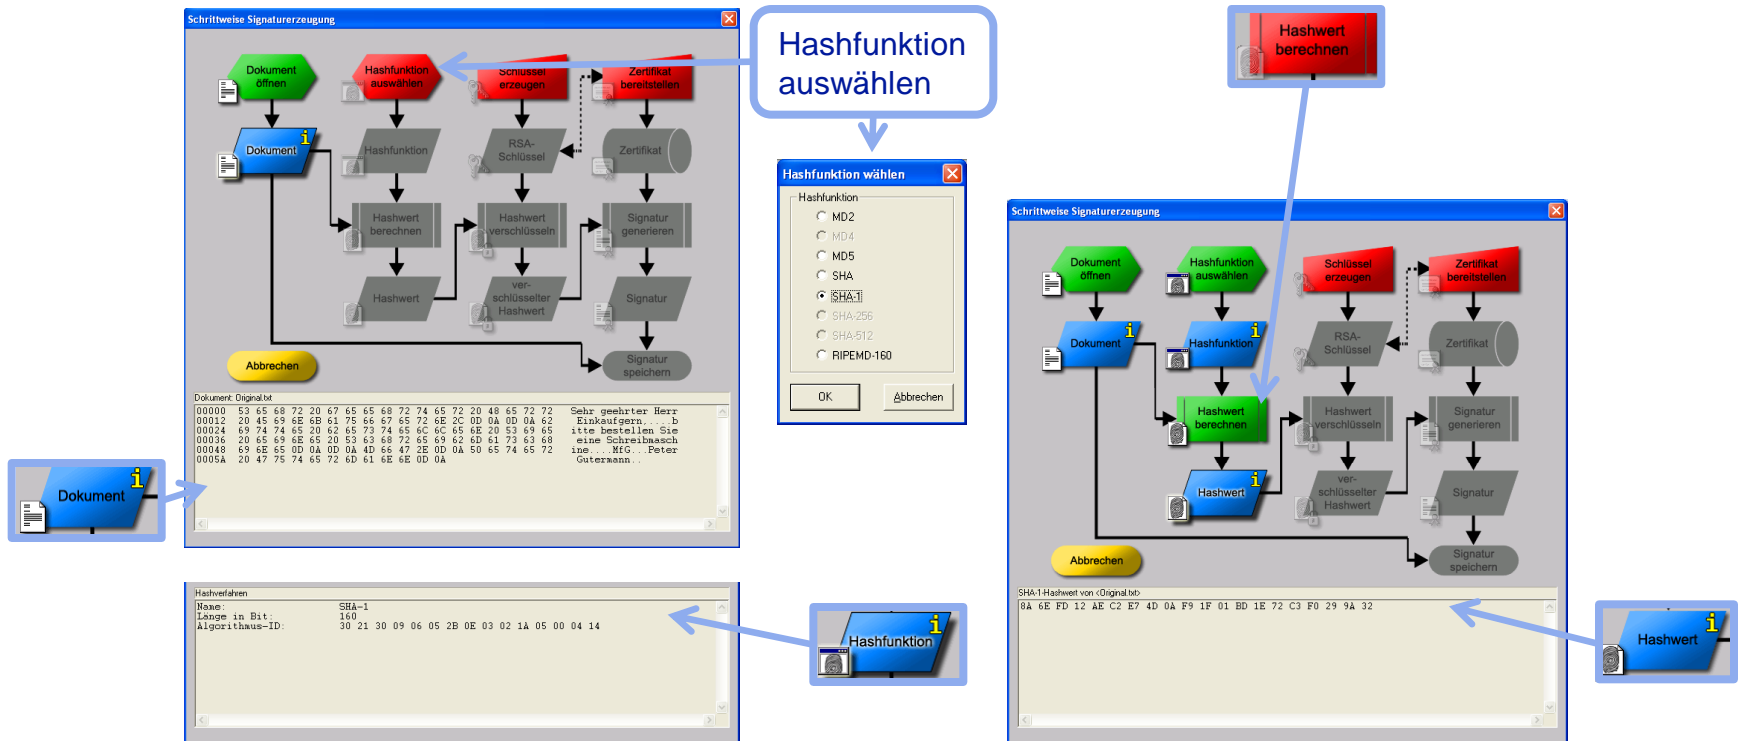 Schrittweise Signaturerzeugung
Dokument
öffnen
Hashfunktion
auswählen
Schlüssel
erzeugen
Zertifikat
bereitstellen
Dokument
i
Hashfunktion
RSA-
Schlüssel
Zertifikat
Hashwert
berechnen
Hashwert
verschlüsseln
Signatur
generieren
Hashwert
ver-
schlüsselter
Hashwert
Signatur
Abbrechen
Signatur
speichern
Dokument: Original.txt
00000 53 65 68 72 20 67 65 65 68 72 74 65 72 20 48 65 72 72 Sehr geehrter Herr
00012 20 45 69 6E 6B 61 75 66 67 65 72 6E 2C 0D 0A 0D 0A 62 Einkaufgern,....b
00024 69 74 74 65 20 62 65 73 74 65 6C 6C 65 6E 20 53 69 65 itte bestellen Sie
00036 20 65 69 6E 65 20 53 63 68 72 65 69 62 6D 61 73 63 68 eine Schreibmasch
00048 69 6E 65 0D 0A 0D 0A 4D 66 47 2E 0D 0A 50 65 74 65 72 ine....MfG...Peter
0005A 20 47 75 74 65 72 6D 61 6E 6E 0D 0A Gutermann..
Dokument
i
Hashverfahren
Name: SHA-1
Länge in Bit: 160
Algorithmus-ID: 30 21 30 09 06 05 2B 0E 03 02 1A 05 00 04 14
Hashfunktion
i
Hashfunktion
auswählen
Hashfunktion wählen
Hashfunktion
MD2
MD4
MD5
SHA
SHA-1
SHA-256
SHA-512
RIPEMD-160
OK
Abbrechen
Hashwert
berechnen
Schrittweise Signaturerzeugung
Dokument
öffnen
Hashfunktion
auswählen
Schlüssel
erzeugen
Zertifikat
bereitstellen
Dokument
i
Hashfunktion
i
RSA-
Schlüssel
Zertifikat
Hashwert
berechnen
Hashwert
verschlüsseln
Signatur
generieren
Hashwert
i
ver-
schlüsselter
Hashwert
Signatur
Abbrechen
Signatur
speichern
SHA-1-Hashwert von <Original.txt>
8A 6E FD 12 AE C2 E7 4D 0A F9 1F 01 BD 1E 72 C3 F0 29 9A 32
Hashwert
i